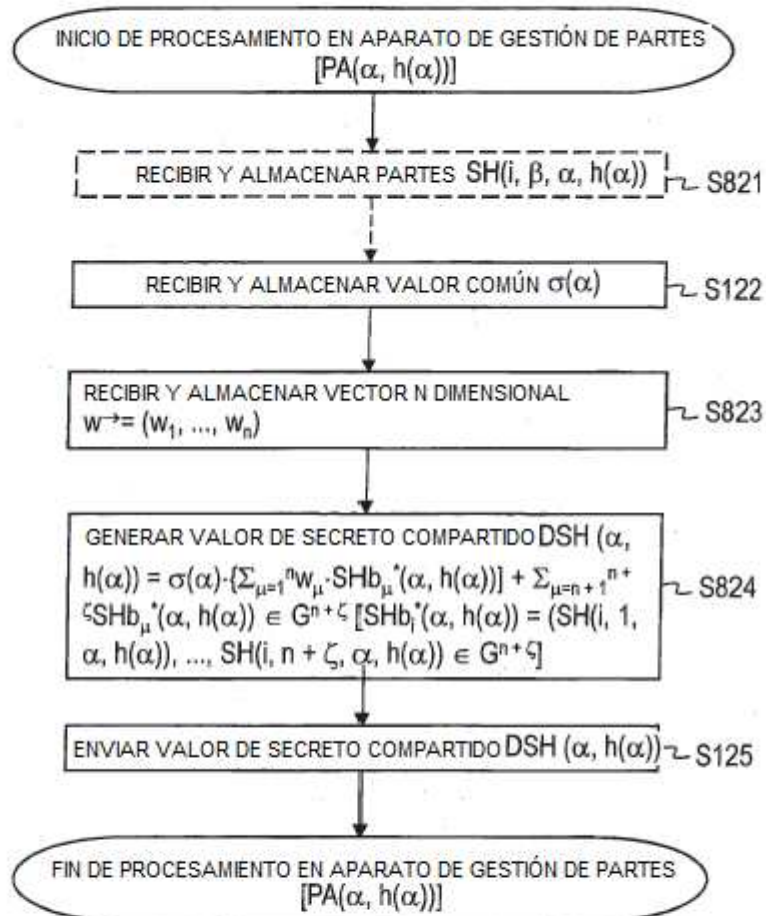 INICIO DE PROCESAMIENTO EN APARATO DE GESTIÓN DE PARTES
[PA(α, h(α))]
RECIBIR Y ALMACENAR PARTES SH(i, β, α, h(α))
S821
RECIBIR Y ALMACENAR VALOR COMÚN σ(α)
S122
RECIBIR Y ALMACENAR VECTOR N DIMENSIONAL
w→= (w₁, ..., wₙ)
S823
GENERAR VALOR DE SECRETO COMPARTIDO DSH (α,
h(α)) = σ(α)·{Σμ=1ⁿwμ·SHbμ*(α, h(α))] + Σμ=n+1ⁿ⁺
ζSHbμ*(α, h(α)) ∈ Gⁿ⁺ζ [SHbᵢ*(α, h(α)) = (SH(i, 1,
α, h(α)), ..., SH(i, n + ζ, α, h(α)) ∈ Gⁿ⁺ζ]
S824
ENVIAR VALOR DE SECRETO COMPARTIDO DSH (α, h(α))
S125
FIN DE PROCESAMIENTO EN APARATO DE GESTIÓN DE PARTES
[PA(α, h(α))]